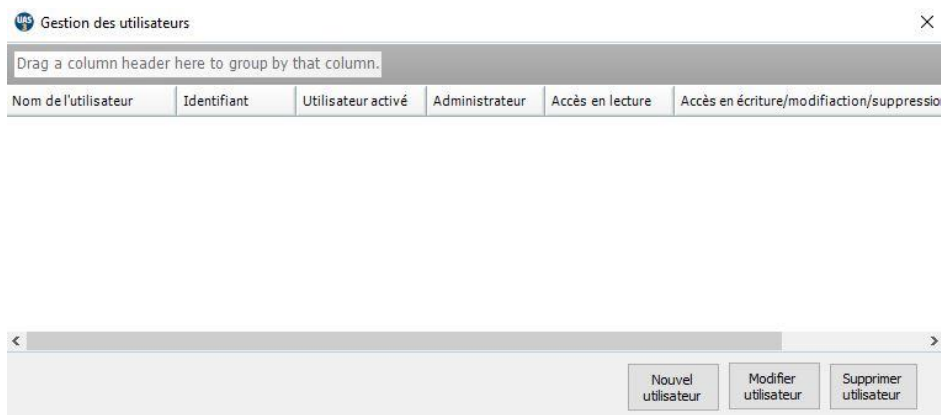 UAS
Gestion des utilisateurs
Drag a column header here to group by that column.
Nom de l'utilisateur Identifiant Utilisateur activé Administrateur Accès en lecture Accès en écriture/modifiaction/suppressio
Nouvel
utilisateur
Modifier
utilisateur
Supprimer
utilisateur